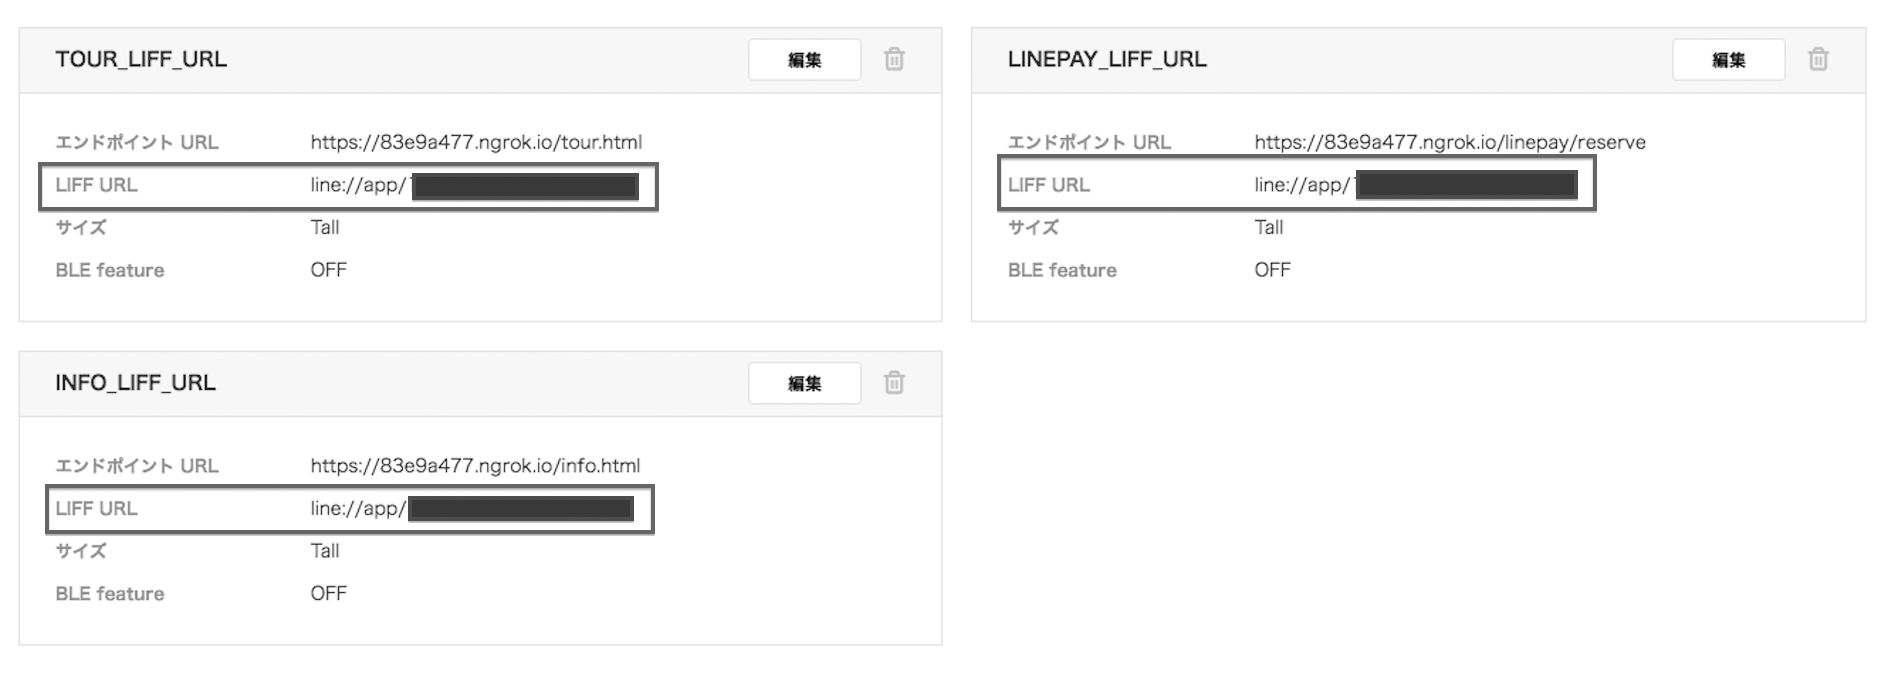 TOUR_LIFF_URL
編集
エンドポイント URL https://83e9a477.ngrok.io/tour.html
LIFF URL line://app/
サイズ Tall
BLE feature OFF
LINEPAY_LIFF_URL
編集
エンドポイント URL https://83e9a477.ngrok.io/linepay/reserve
LIFF URL line://app/
サイズ Tall
BLE feature OFF
INFO_LIFF_URL
編集
エンドポイント URL https://83e9a477.ngrok.io/info.html
LIFF URL line://app/
サイズ Tall
BLE feature OFF